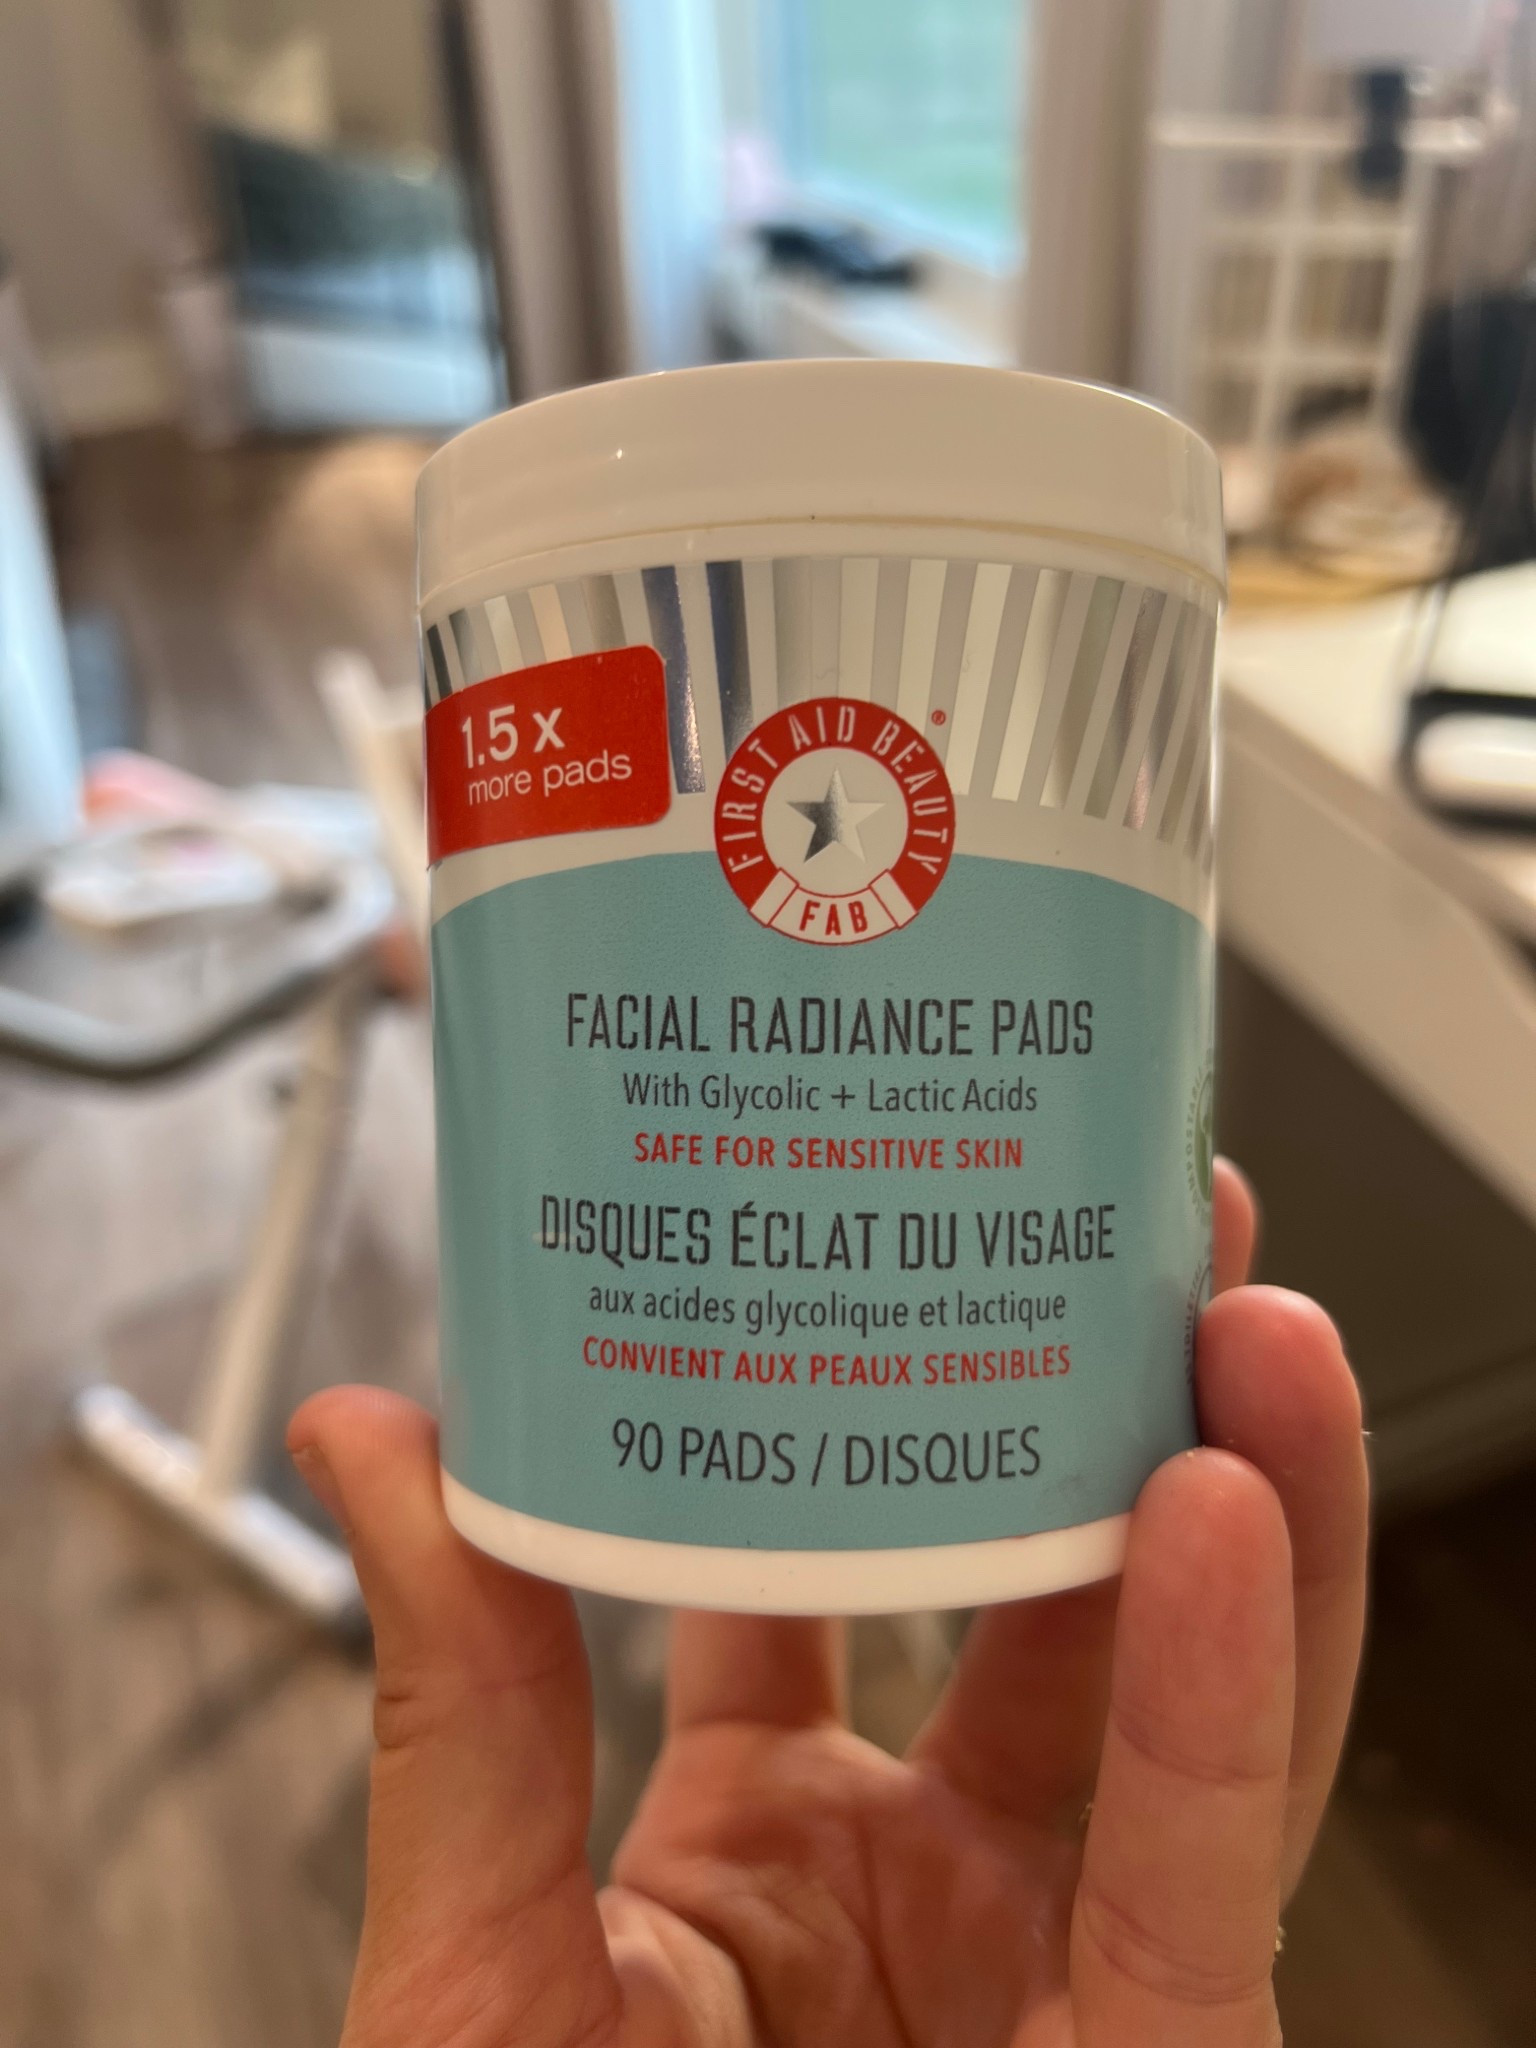 1.5 x
more pads
FIRST AID BEAUTY
®
FAB
FACIAL RADIANCE PADS
With Glycolic + Lactic Acids
SAFE FOR SENSITIVE SKIN
DISQUES ÉCLAT DU VISAGE
aux acides glycolique et lactique
CONVIENT AUX PEAUX SENSIBLES
90 PADS / DISQUES